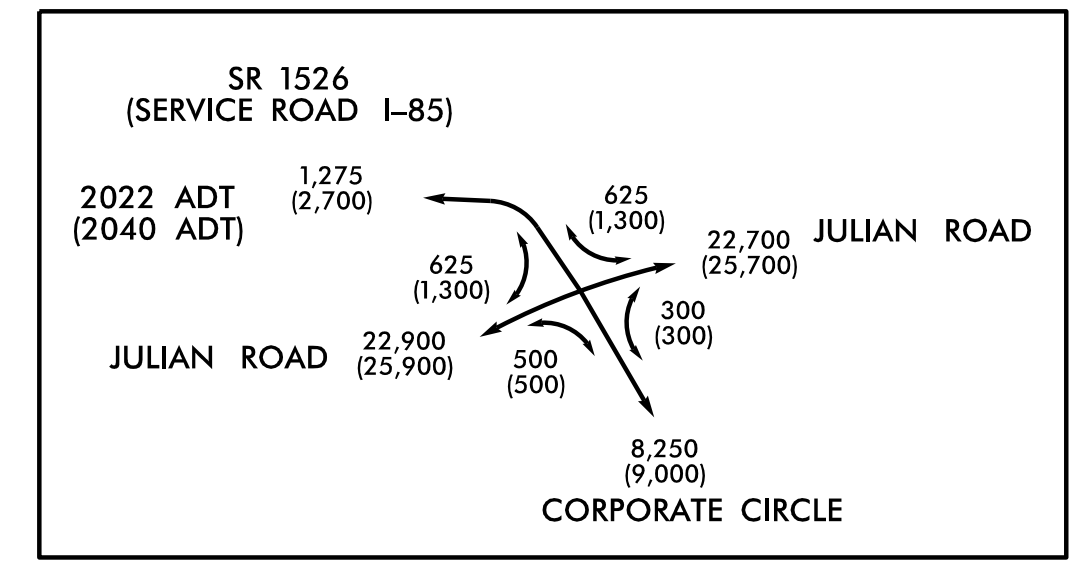 SR 1526
(SERVICE ROAD I–85)
2022 ADT
(2040 ADT)
1,275
(2,700)
625
(1,300)
22,700
(25,700)
JULIAN ROAD
625
(1,300)
300
(300)
JULIAN ROAD
22,900
(25,900)
500
(500)
8,250
(9,000)
CORPORATE CIRCLE